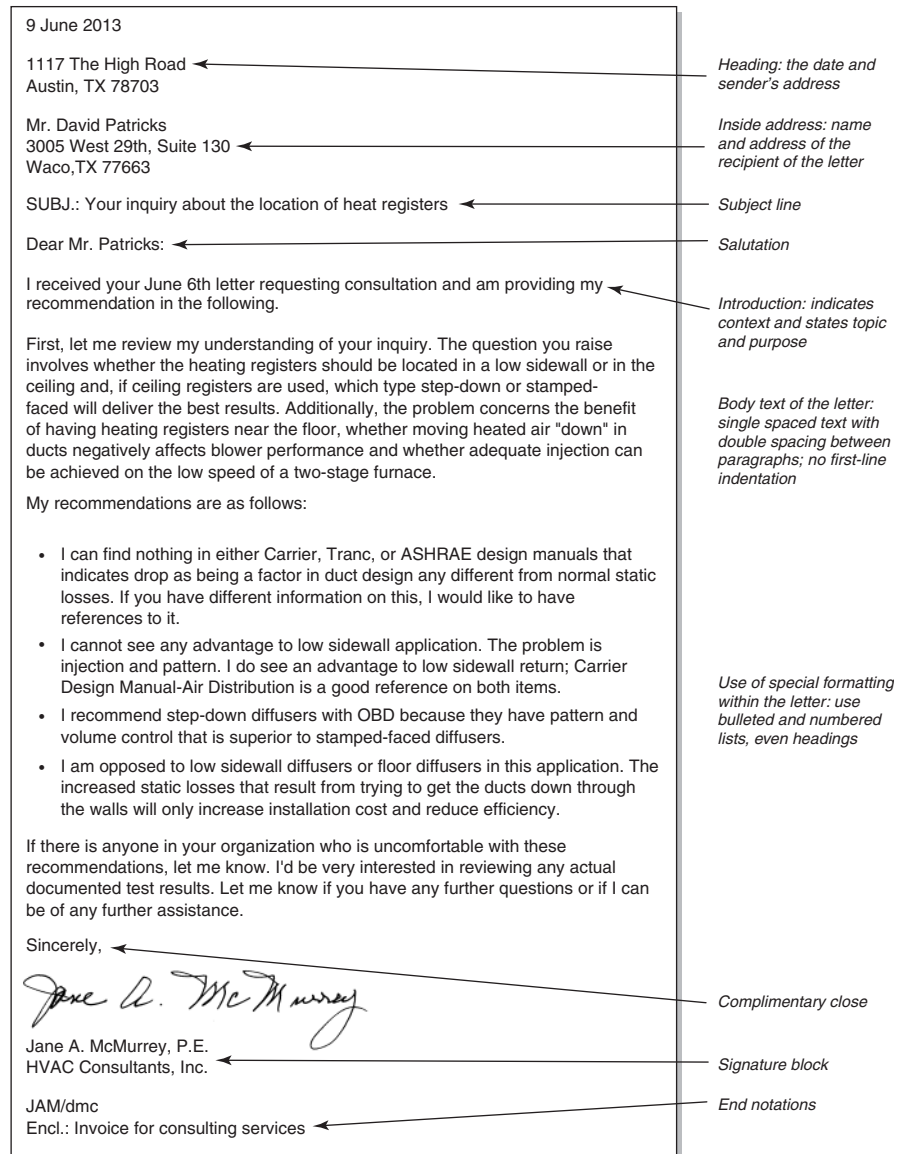 9 June 2013
1117 The High Road
Austin, TX 78703
Heading: the date and
sender's address
Mr. David Patricks
3005 West 29th, Suite 130
Waco,TX 77663
Inside address: name
and address of the
recipient of the letter
SUBJ.: Your inquiry about the location of heat registers
Subject line
Dear Mr. Patricks:
Salutation
I received your June 6th letter requesting consultation and am providing my
recommendation in the following.
Introduction: indicates
context and states topic
and purpose
First, let me review my understanding of your inquiry. The question you raise
involves whether the heating registers should be located in a low sidewall or in the
ceiling and, if ceiling registers are used, which type step-down or stamped-
faced will deliver the best results. Additionally, the problem concerns the benefit
of having heating registers near the floor, whether moving heated air "down" in
ducts negatively affects blower performance and whether adequate injection can
be achieved on the low speed of a two-stage furnace.
Body text of the letter:
single spaced text with
double spacing between
paragraphs; no first-line
indentation
My recommendations are as follows:
• I can find nothing in either Carrier, Tranc, or ASHRAE design manuals that
indicates drop as being a factor in duct design any different from normal static
losses. If you have different information on this, I would like to have
references to it.
• I cannot see any advantage to low sidewall application. The problem is
injection and pattern. I do see an advantage to low sidewall return; Carrier
Design Manual-Air Distribution is a good reference on both items.
• I recommend step-down diffusers with OBD because they have pattern and
volume control that is superior to stamped-faced diffusers.
• I am opposed to low sidewall diffusers or floor diffusers in this application. The
increased static losses that result from trying to get the ducts down through
the walls will only increase installation cost and reduce efficiency.
Use of special formatting
within the letter: use
bulleted and numbered
lists, even headings
If there is anyone in your organization who is uncomfortable with these
recommendations, let me know. I'd be very interested in reviewing any actual
documented test results. Let me know if you have any further questions or if I can
be of any further assistance.
Sincerely,
Jane A. McMurrey
Complimentary close
Jane A. McMurrey, P.E.
HVAC Consultants, Inc.
Signature block
JAM/dmc
Encl.: Invoice for consulting services
End notations